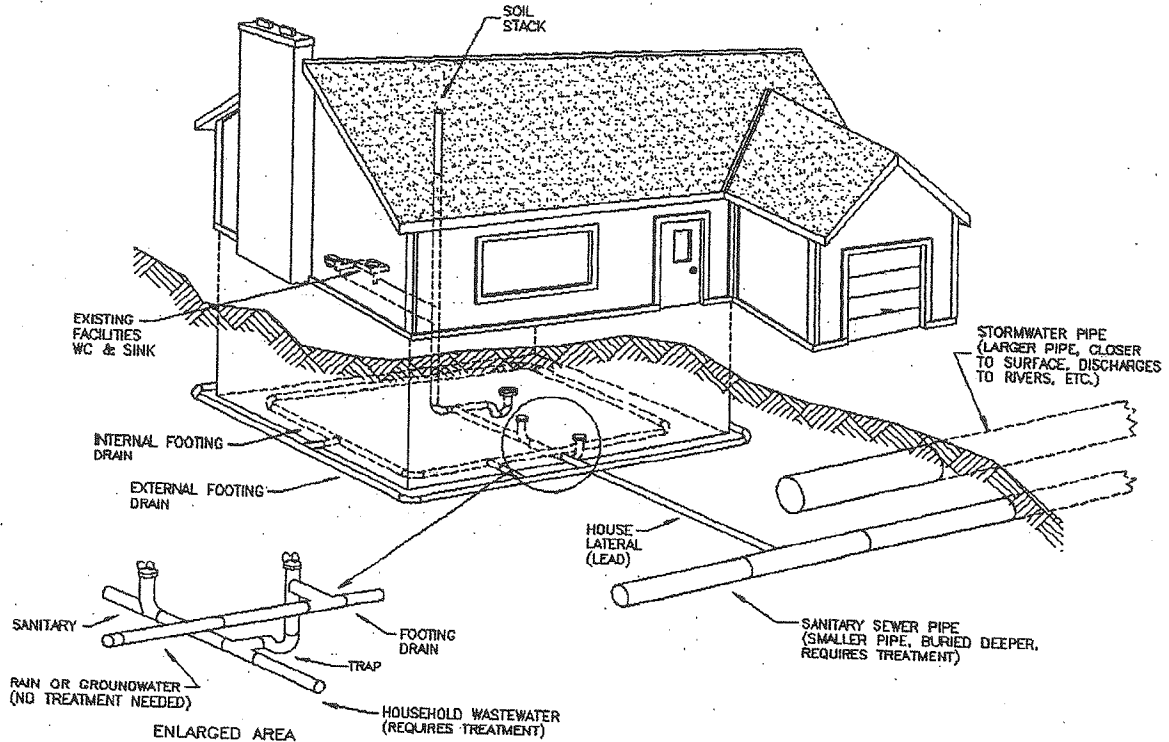 SOIL
STACK
EXISTING
FACILITIES
WC & SINK
STORMWATER PIPE
(LARGER PIPE, CLOSER
TO SURFACE, DISCHARGES
TO RIVERS, ETC.)
INTERNAL FOOTING
DRAIN
EXTERNAL FOOTING
DRAIN
HOUSE
LATERAL
(LEAD)
SANITARY
FOOTING
DRAIN
TRAP
SANITARY SEWER PIPE
(SMALLER PIPE, BURIED DEEPER,
REQUIRES TREATMENT)
RAIN OR GROUNDWATER
(NO TREATMENT NEEDED)
HOUSEHOLD WASTEWATER
(REQUIRES TREATMENT)
ENLARGED AREA